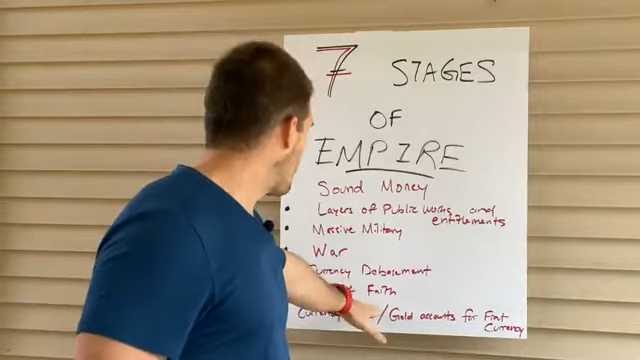 7 STAGES
OF
EMPIRE
Sound Money
Layers of Public works and
entitlements
Massive Military
War
Currency Debasement
Faith
Currency /Gold accounts for Fiat
Currency